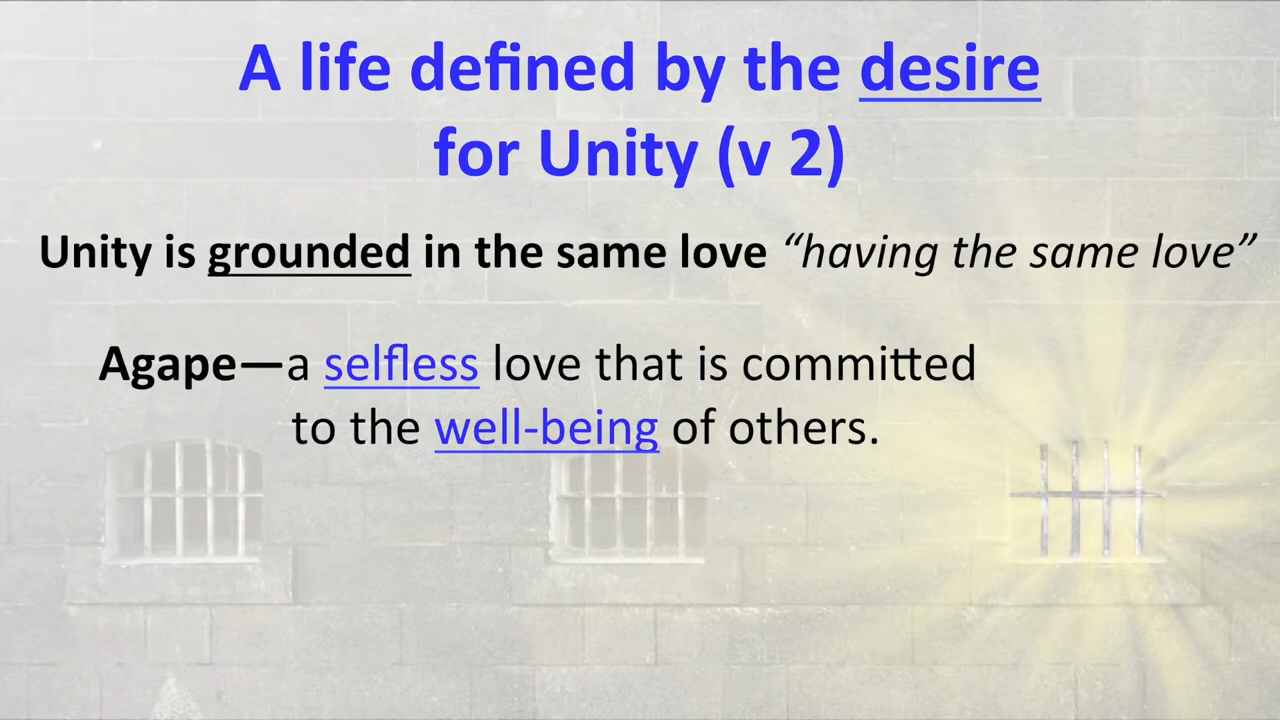 A life defined by the desire
for Unity (v 2)
Unity is grounded in the same love “having the same love”
Agape—a selfless love that is committed
to the well-being of others.